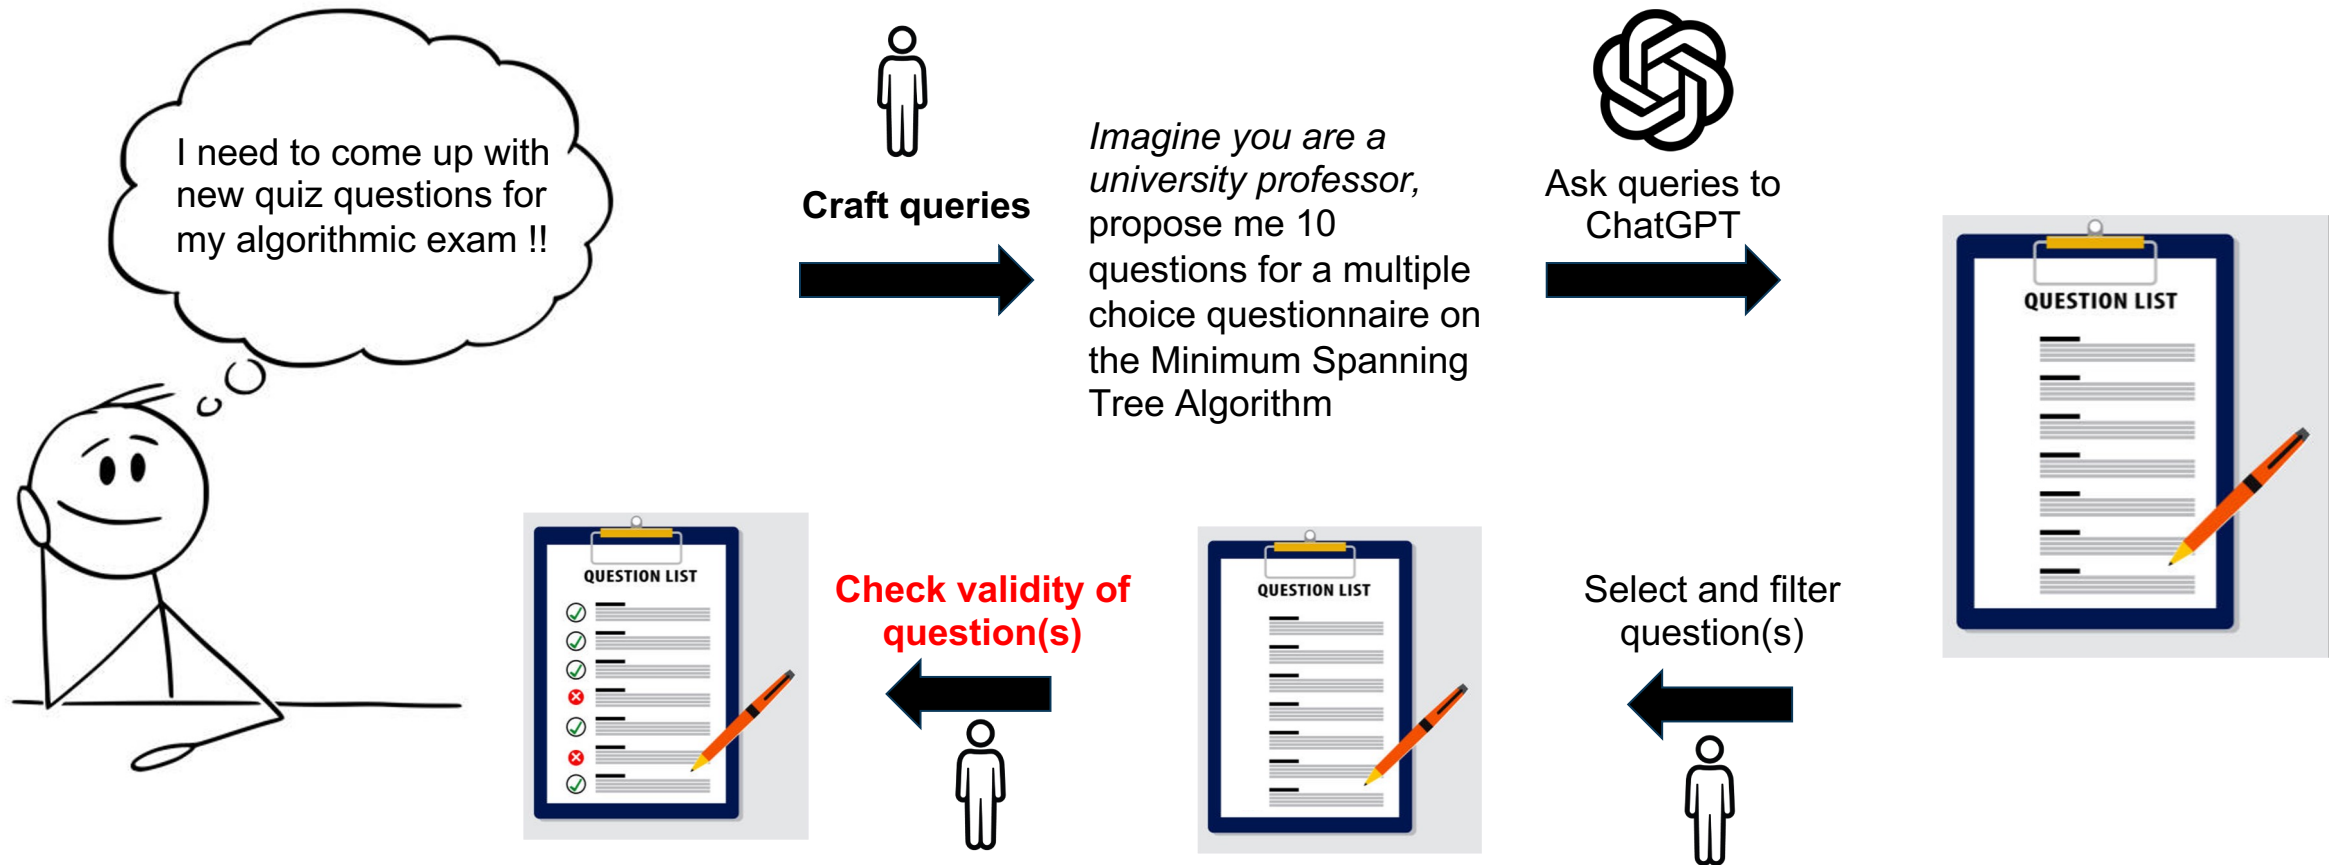 I need to come up with
new quiz questions for
my algorithmic exam !!
Craft queries
Imagine you are a
university professor,
propose me 10
questions for a multiple
choice questionnaire on
the Minimum Spanning
Tree Algorithm
Ask queries to
ChatGPT
QUESTION LIST
Select and filter
question(s)
QUESTION LIST
Check validity of
question(s)
QUESTION LIST